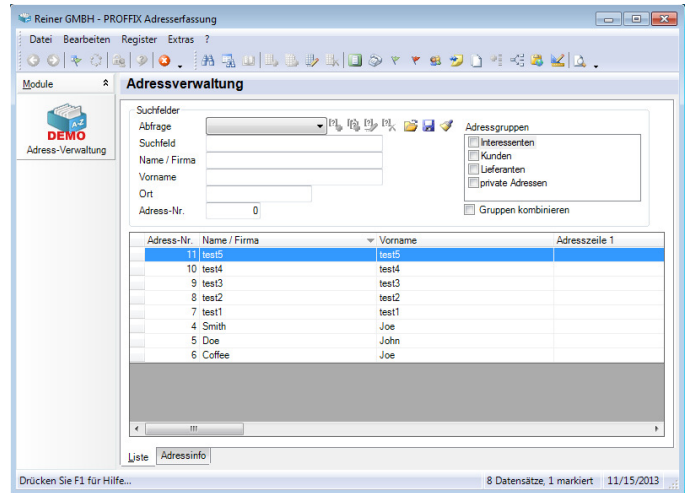 Reiner GMBH - PROFFIX Adresserfassung
Datei Bearbeiten Register Extras ?
Module
Adressverwaltung
A-Z
DEMO
Adress-Verwaltung
Suchfelder
Abfrage
Suchfeld
Name / Firma
Vorname
Ort
Adress-Nr. 0
Adressgruppen
Interessenten
Kunden
Lieferanten
private Adressen
Gruppen kombinieren
Adress-Nr. Name / Firma Vorname Adresszeile 1
11 test5 test5
10 test4 test4
9 test3 test3
8 test2 test2
7 test1 test1
4 Smith Joe
5 Doe John
6 Coffee Joe
Liste Adressinfo
Drücken Sie F1 für Hilfe... 8 Datensätze, 1 markiert 11/15/2013